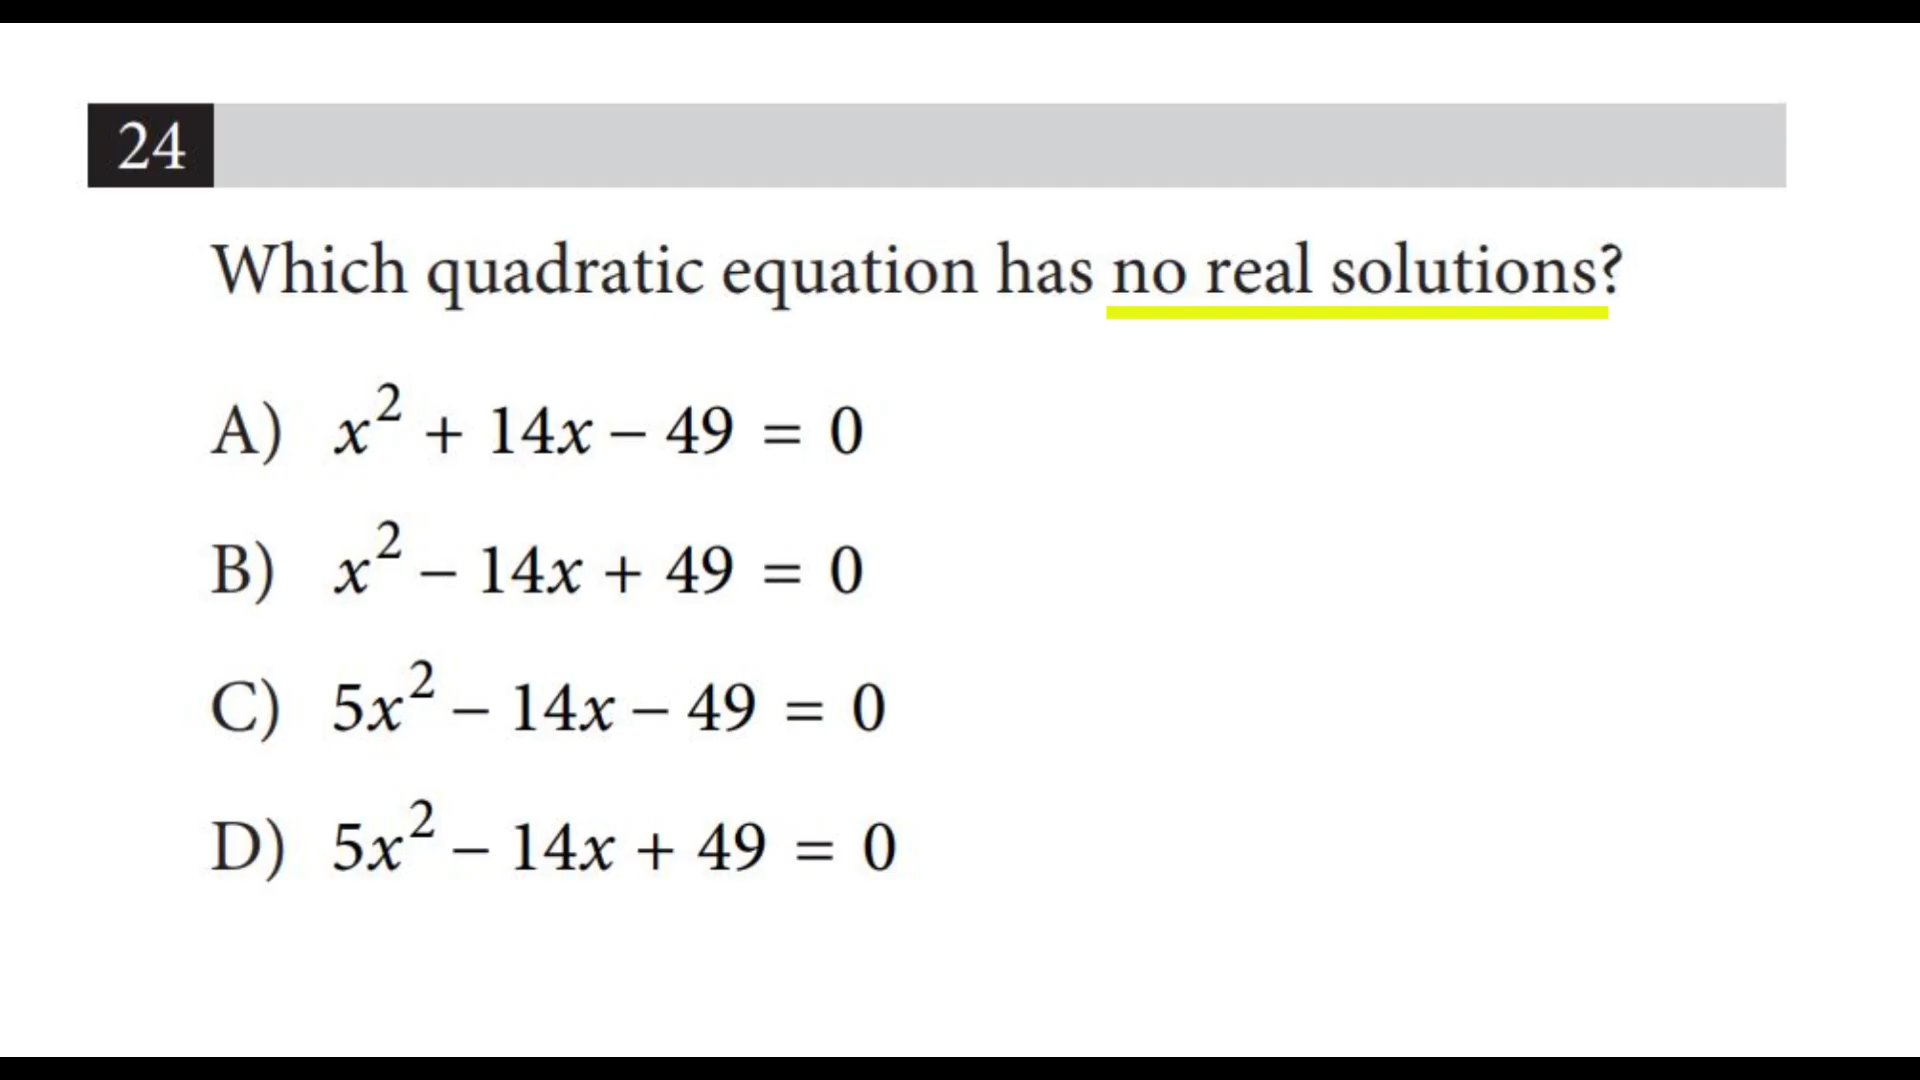 24
Which quadratic equation has no real solutions?
A) x² + 14x – 49 = 0
B) x² – 14x + 49 = 0
C) 5x² – 14x – 49 = 0
D) 5x² – 14x + 49 = 0